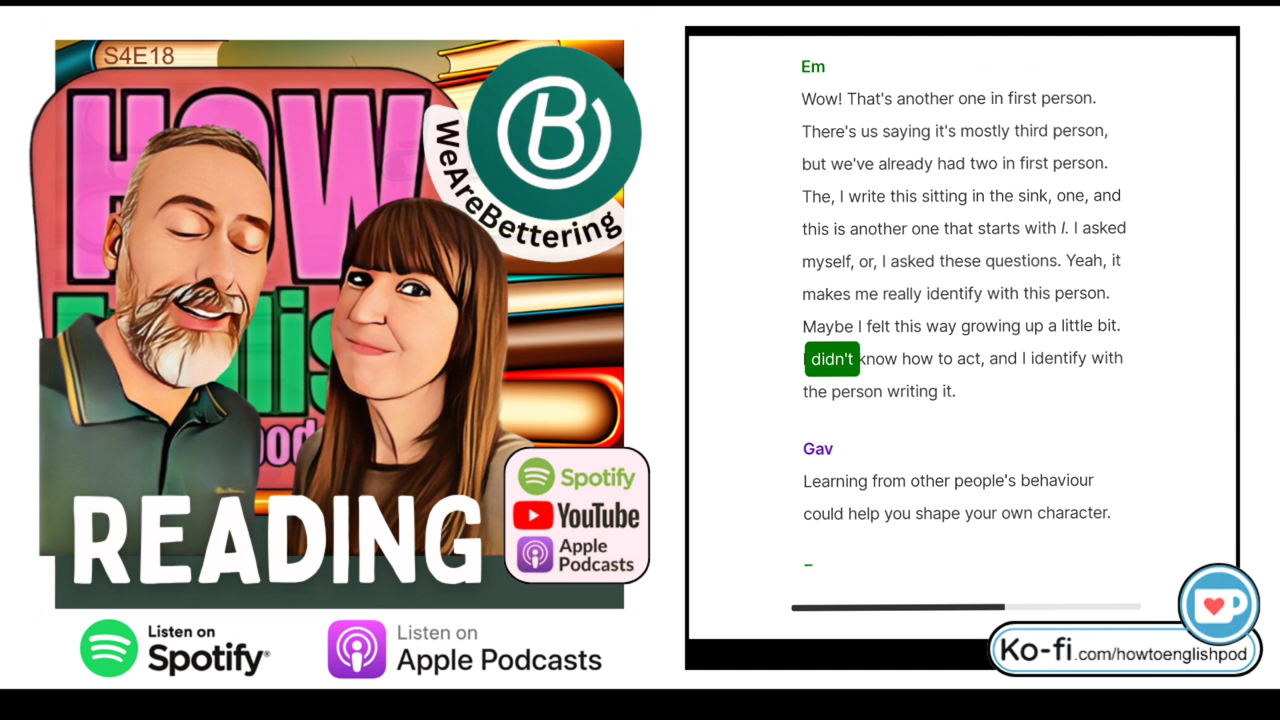 S4E18
HOW
WeAreBettering
B
READING
Spotify
YouTube
Apple
Podcasts
Listen on
Spotify
Listen on
Apple Podcasts
Em
Wow! That's another one in first person.
There's us saying it's mostly third person,
but we've already had two in first person.
The, I write this sitting in the sink, one, and
this is another one that starts with I. I asked
myself, or, I asked these questions. Yeah, it
makes me really identify with this person.
Maybe I felt this way growing up a little bit.
I didn't know how to act, and I identify with
the person writing it.
Gav
Learning from other people's behaviour
could help you shape your own character.
Ko-fi.com/howtoenglishpod